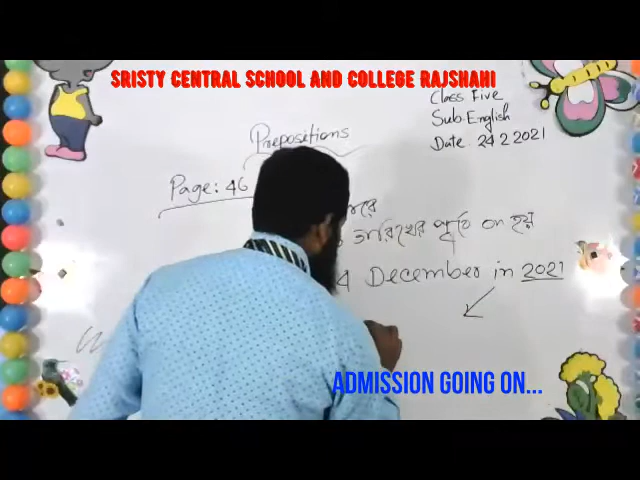 SRISTY CENTRAL SCHOOL AND COLLEGE RAJSHAHI
Class Five
Sub: English
Date: 24 2 2021
Prepositions
Page: 46
তারিখের পূর্বে on হয়
4 December in 2021
ADMISSION GOING ON...